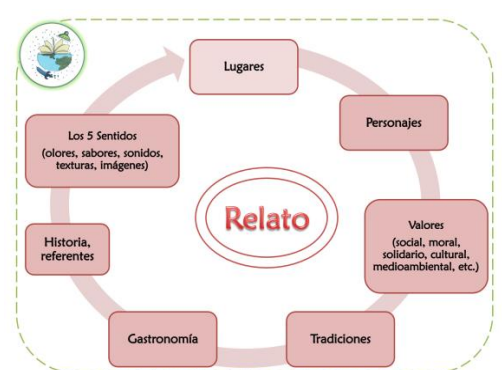 Lugares
Personajes
Valores
(social, moral,
solidario, cultural,
medioambiental, etc.)
Tradiciones
Gastronomía
Historia,
referentes
Los 5 Sentidos
(olores, sabores, sonidos,
texturas, imágenes)
Relato